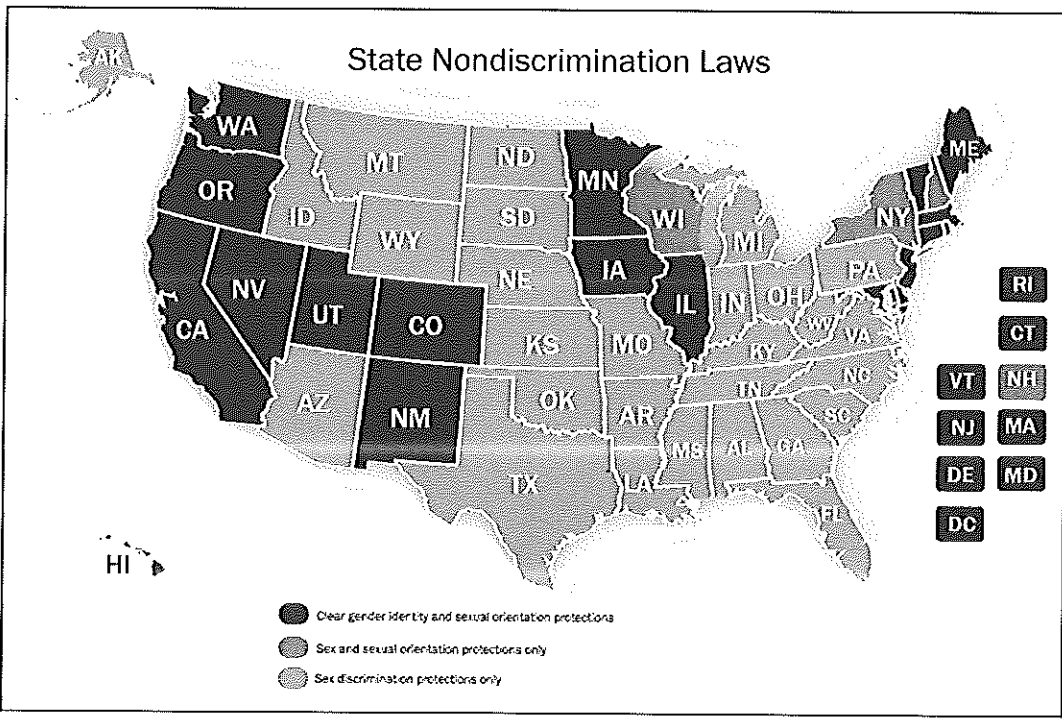 AK
State Nondiscrimination Laws
WA
ME
MT
ND
MN
OR
NY
ID
SD
WI
WY
MI
IA
PA
NE
RI
NV
IL
IN
OH
UT
CO
CA
WV
VA
CT
KS
MO
KY
VT
NH
NC
TN
AZ
OK
NM
AR
SC
NJ
MA
MS
AL
GA
DE
MD
TX
LA
FL
DC
HI
Clear gender identity and sexual orientation protections
Sex and sexual orientation protections only
Sex discrimination protections only